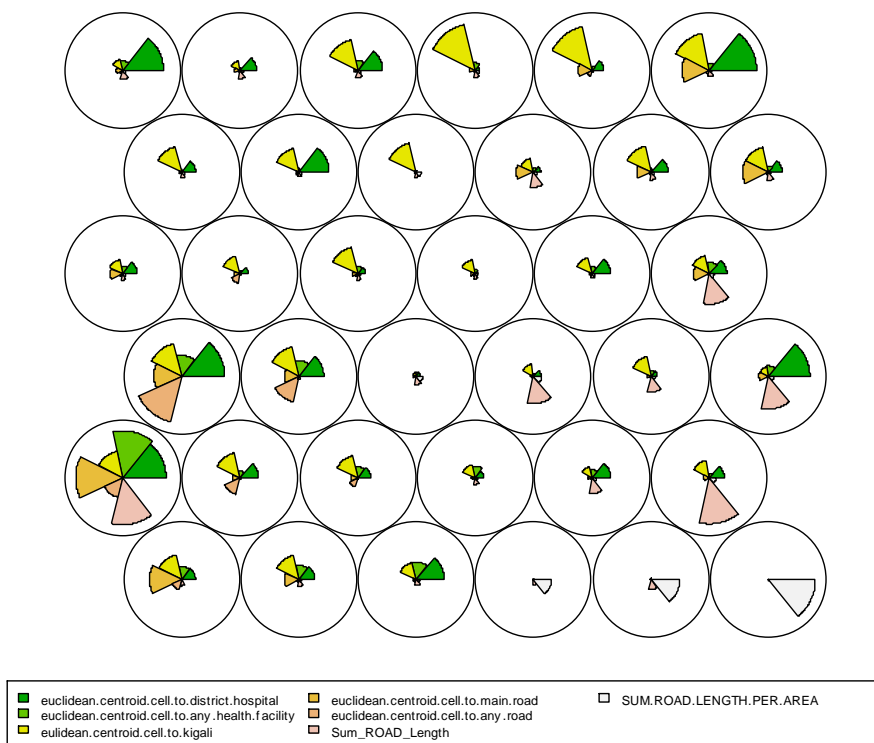 euclidean.centroid.cell.to.district.hospital
euclidean.centroid.cell.to.any.health.facility
eulidean.centroid.cell.to.kigali
euclidean.centroid.cell.to.main.road
euclidean.centroid.cell.to.any.road
Sum_ROAD_Length
SUM.ROAD.LENGTH.PER.AREA